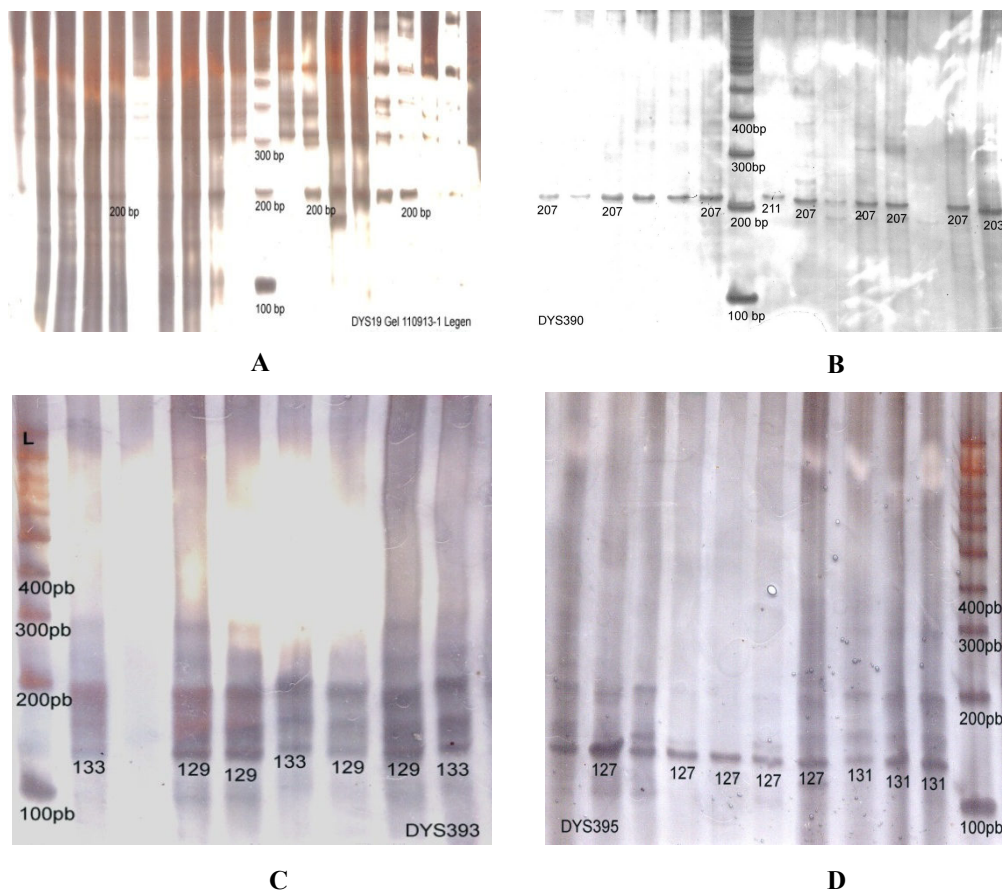 300 bp
200 bp 200 bp 200 bp 200 bp
100 bp
DYS19 Gel 110913-1 Legen
A
400bp
300bp
207 207 207 211 207 207 207 207 203
200 bp
100 bp
DYS390
B
L
400pb
300pb
200pb
133 129 129 133 129 129 133
100pb
DYS393
C
400pb
300pb
200pb
127 127 127 127 127 131 131 131
100pb
DYS395
D